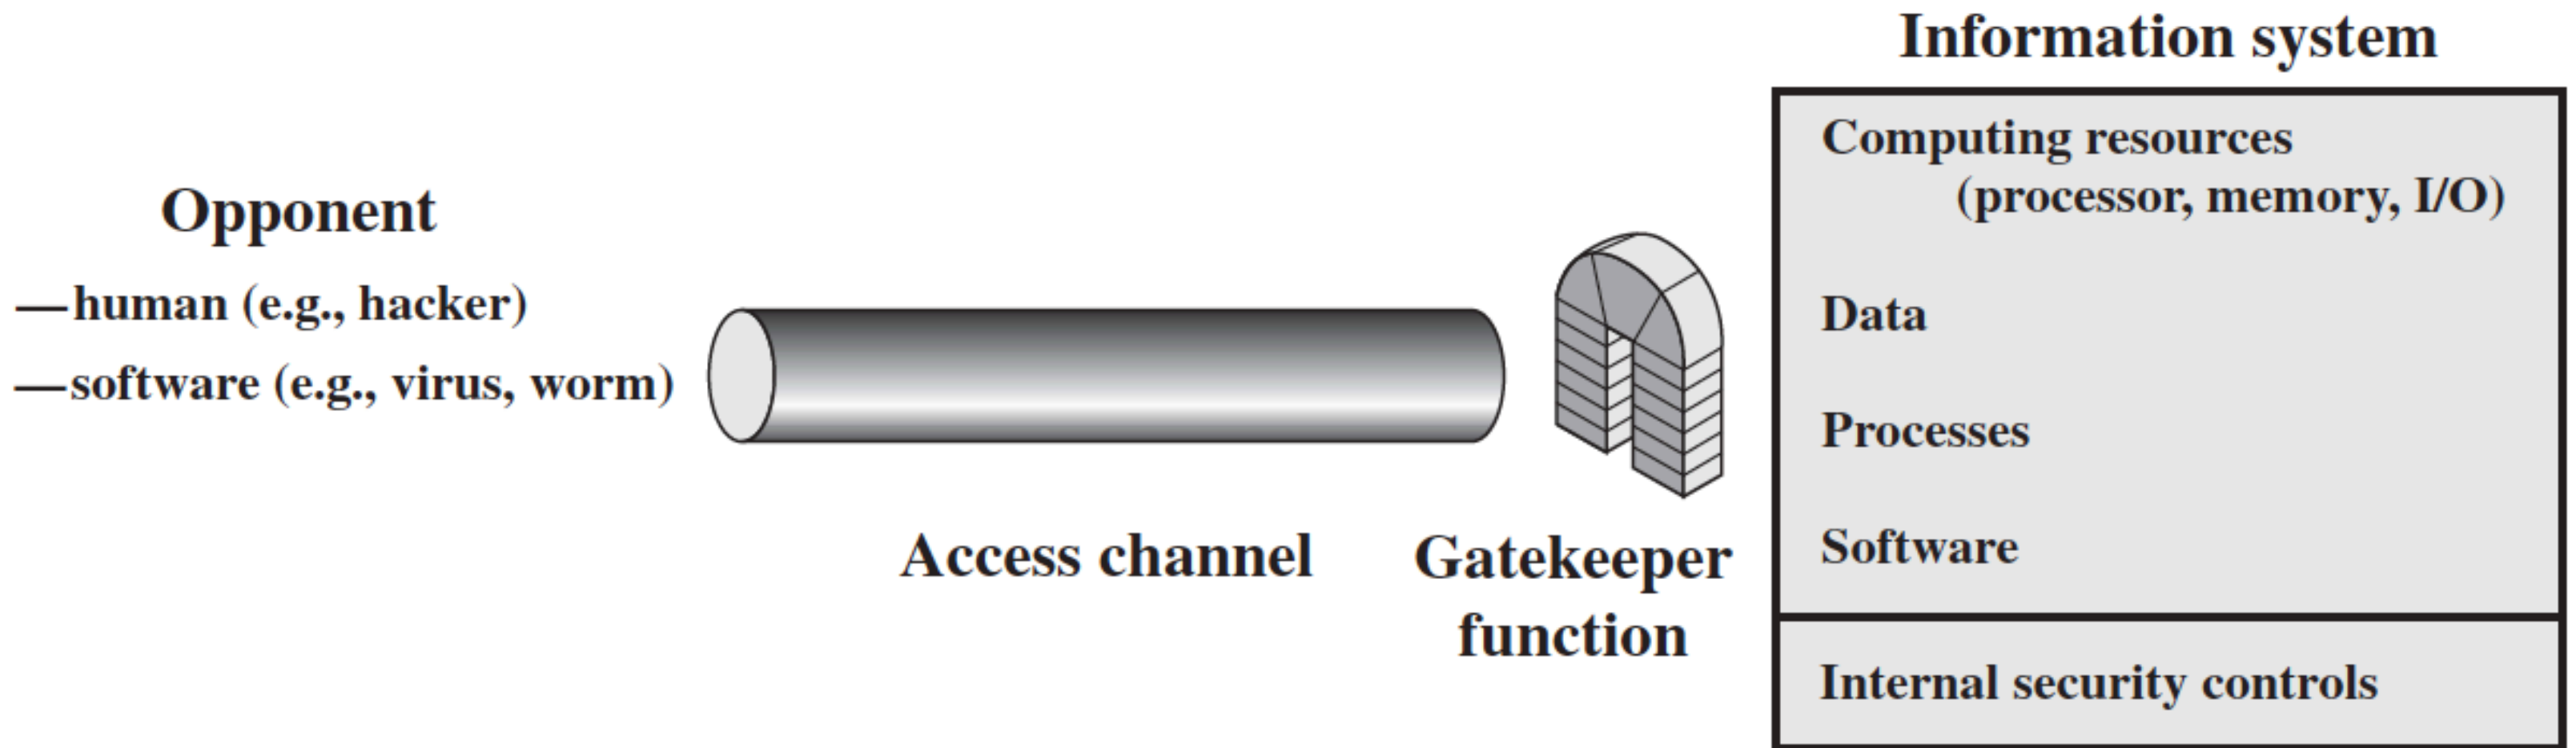 Opponent
—human (e.g., hacker)
—software (e.g., virus, worm)
Access channel
Gatekeeper
function
Information system
Computing resources
(processor, memory, I/O)
Data
Processes
Software
Internal security controls